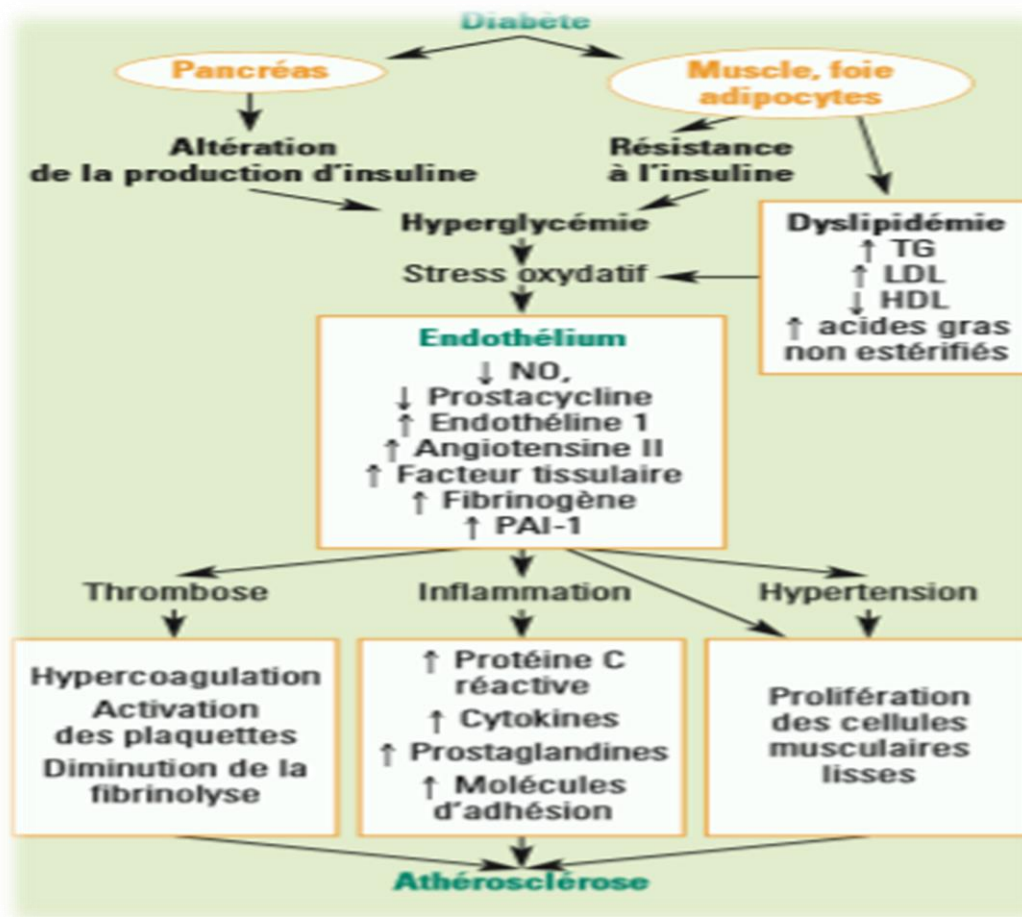 Diabète
Pancréas
Muscle, foie
adipocytes
Altération
de la production d'insuline
Résistance
à l'insuline
Hyperglycémie
Stress oxydatif
Dyslipidémie
↑ TG
↑ LDL
↓ HDL
↑ acides gras
non estérifiés
Endothélium
↓ NO,
↓ Prostacycline
↑ Endothéline 1
↑ Angiotensine II
↑ Facteur tissulaire
↑ Fibrinogène
↑ PAI-1
Thrombose
Inflammation
Hypertension
Hypercoagulation
Activation
des plaquettes
Diminution de la
fibrinolyse
↑ Protéine C
réactive
↑ Cytokines
↑ Prostaglandines
↑ Molécules
d'adhésion
Prolifération
des cellules
musculaires
lisses
Athérosclérose